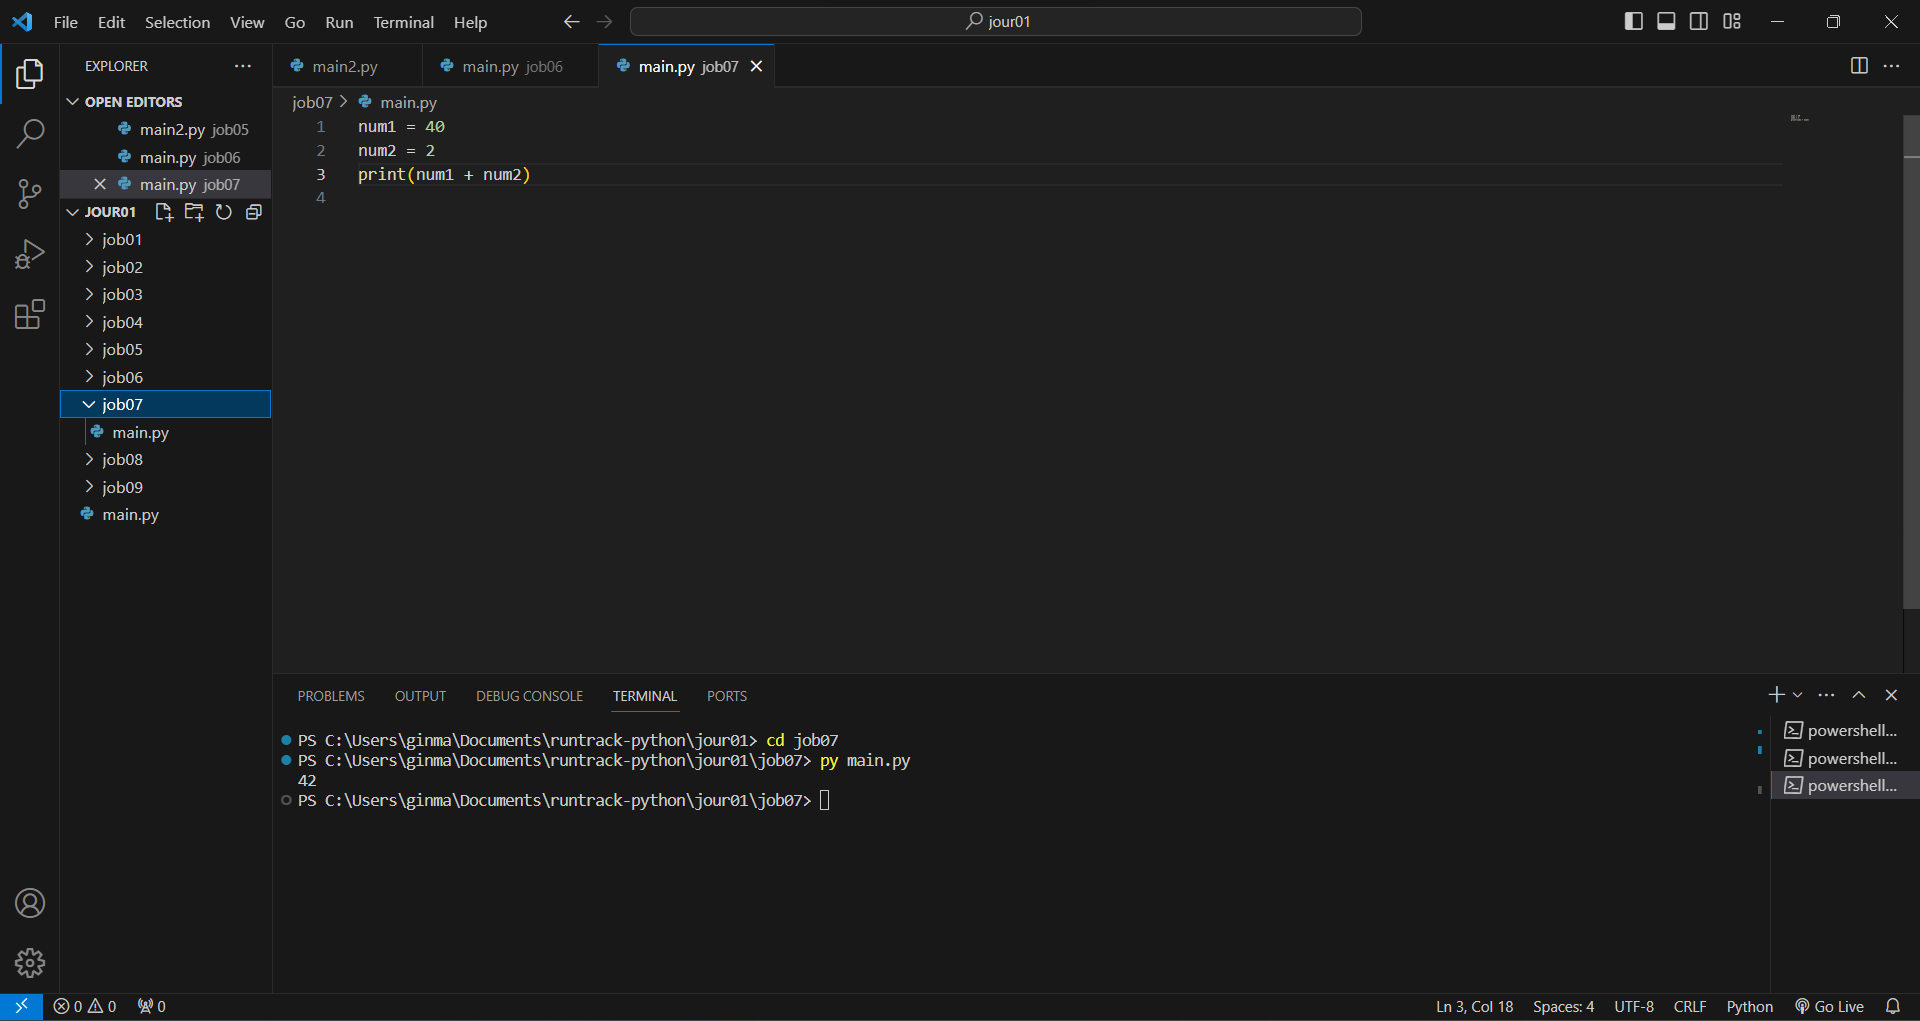 File Edit Selection View Go Run Terminal Help
jour01
EXPLORER
main2.py
main.py job06
main.py job07
OPEN EDITORS
main2.py job05
main.py job06
main.py job07
JOUR01
job01
job02
job03
job04
job05
job06
job07
main.py
job08
job09
main.py
job07 > main.py
1 num1 = 40
2 num2 = 2
3 print(num1 + num2)
4
PROBLEMS OUTPUT DEBUG CONSOLE TERMINAL PORTS
PS C:\Users\ginma\Documents\runtrack-python\jour01> cd job07
PS C:\Users\ginma\Documents\runtrack-python\jour01\job07> py main.py
42
PS C:\Users\ginma\Documents\runtrack-python\jour01\job07>
powershell...
powershell...
powershell...
0 0 0
Ln 3, Col 18 Spaces: 4 UTF-8 CRLF Python Go Live